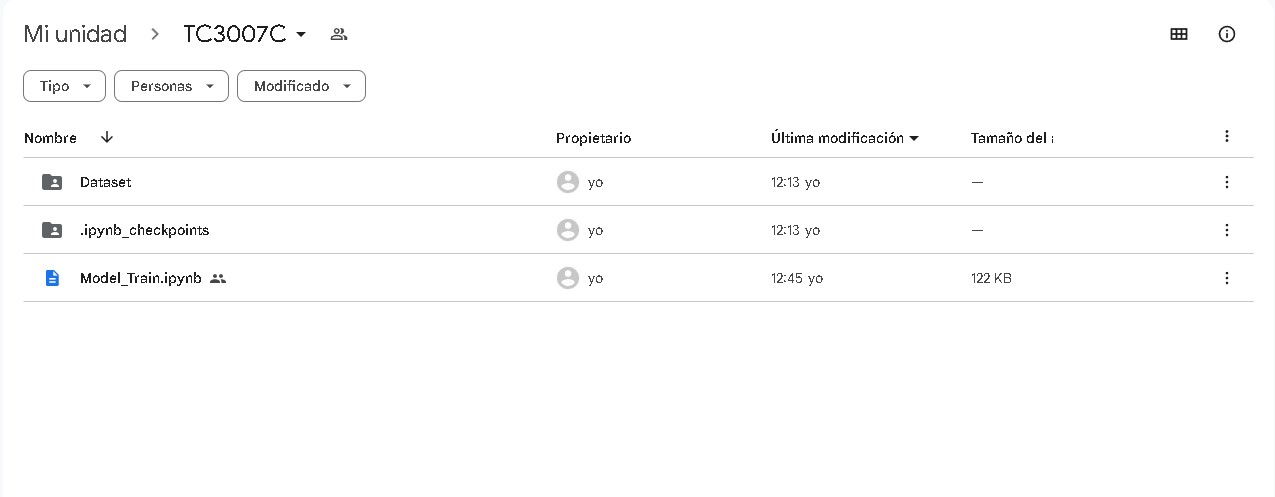 Mi unidad > TC3007C
Tipo Personas Modificado
Nombre Propietario Última modificación Tamaño del
Dataset yo 12:13 yo —
.ipynb_checkpoints yo 12:13 yo —
Model_Train.ipynb yo 12:45 yo 122 KB